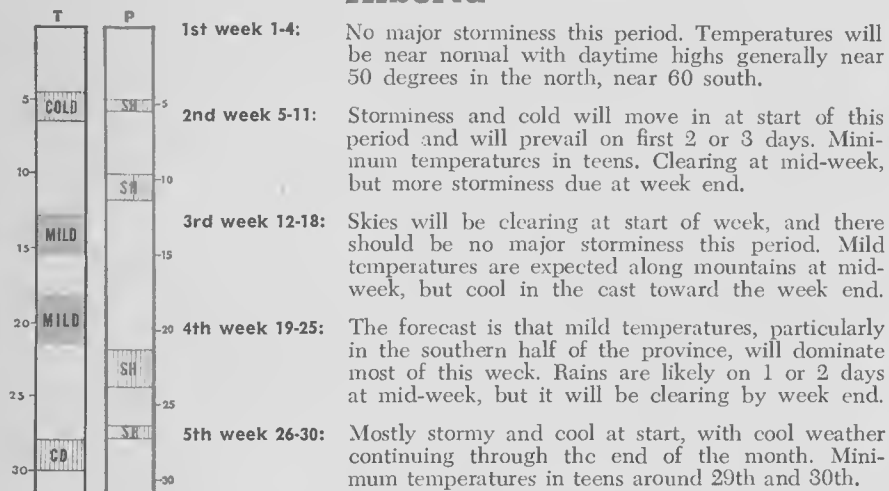 Alberta
T P
1st week 1-4: No major storminess this period. Temperatures will
be near normal with daytime highs generally near
50 degrees in the north, near 60 south.
5 COLD SH 5
2nd week 5-11: Storminess and cold will move in at start of this
period and will prevail on first 2 or 3 days. Mini-
mum temperatures in teens. Clearing at mid-week,
but more storminess due at week end.
10 SH 10
3rd week 12-18: Skies will be clearing at start of week, and there
should be no major storminess this period. Mild
temperatures are expected along mountains at mid-
week, but cool in the east toward the week end.
MILD
15 15
20 MILD 20
4th week 19-25: The forecast is that mild temperatures, particularly
in the southern half of the province, will dominate
most of this week. Rains are likely on 1 or 2 days
at mid-week, but it will be clearing by week end.
SH
25 25
SH
5th week 26-30: Mostly stormy and cool at start, with cool weather
continuing through the end of the month. Mini-
mum temperatures in teens around 29th and 30th.
CD
30 30